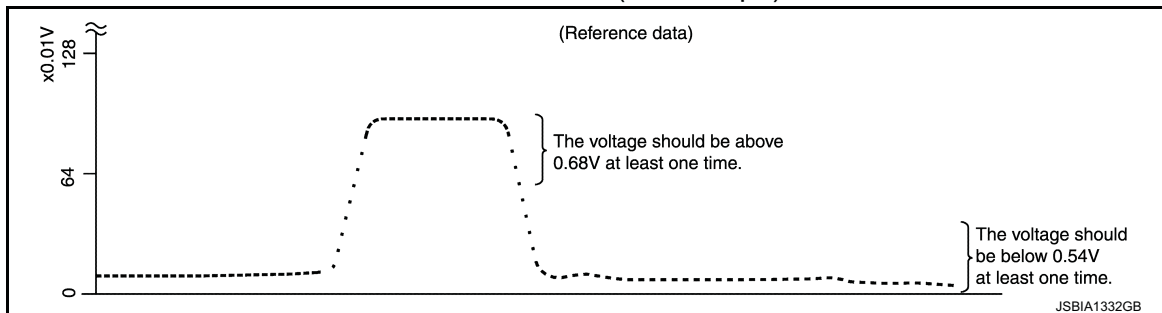 (Reference data)
x0.01V
128
The voltage should be above
0.68V at least one time.
64
The voltage should
be below 0.54V
at least one time.
0
JSBIA1332GB